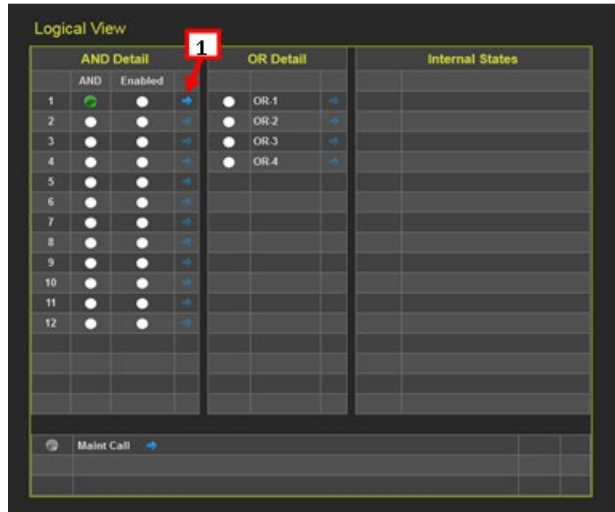 Logical View
1
AND Detail OR Detail Internal States
AND Enabled
1 OR-1
2 OR-2
3 OR-3
4 OR-4
5
6
7
8
9
10
11
12
Maint Call